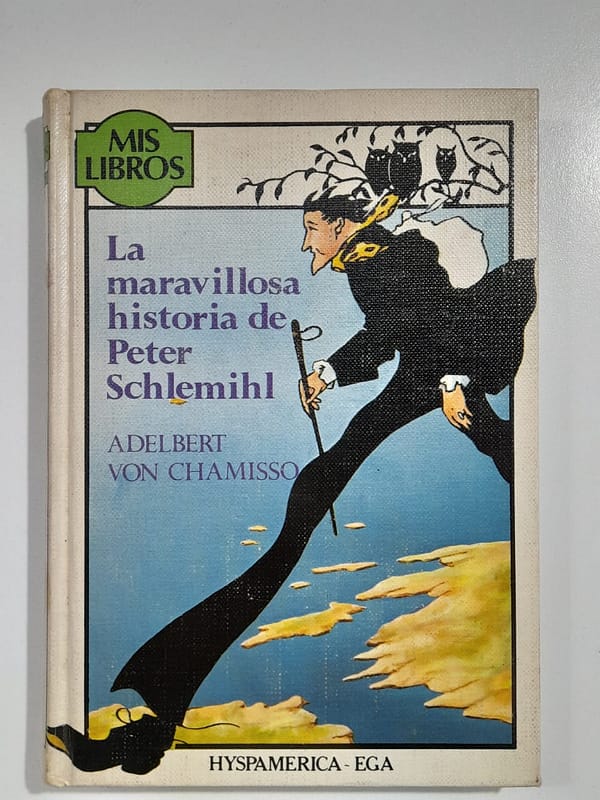 MIS
LIBROS
La
maravillosa
historia de
Peter
Schlemihl
ADELBERT
VON CHAMISSO
HYSPAMERICA - EGA